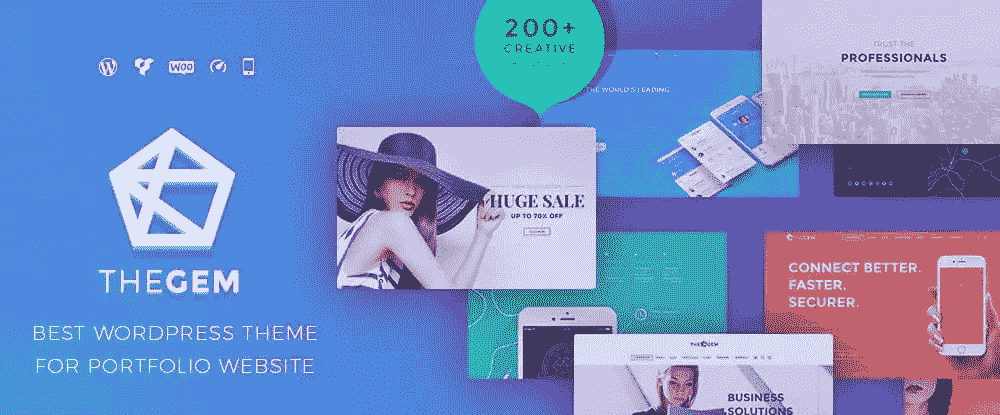 WOO
THEGEM
BEST WORDPRESS THEME
FOR PORTFOLIO WEBSITE
200+
CREATIVE
THE WORLD'S LEADING
TRUST THE
PROFESSIONALS
HUGE SALE
UP TO 70% OFF
CONNECT BETTER.
FASTER.
SECURER.
THEGEM
BUSINESS
SOLUTIONS